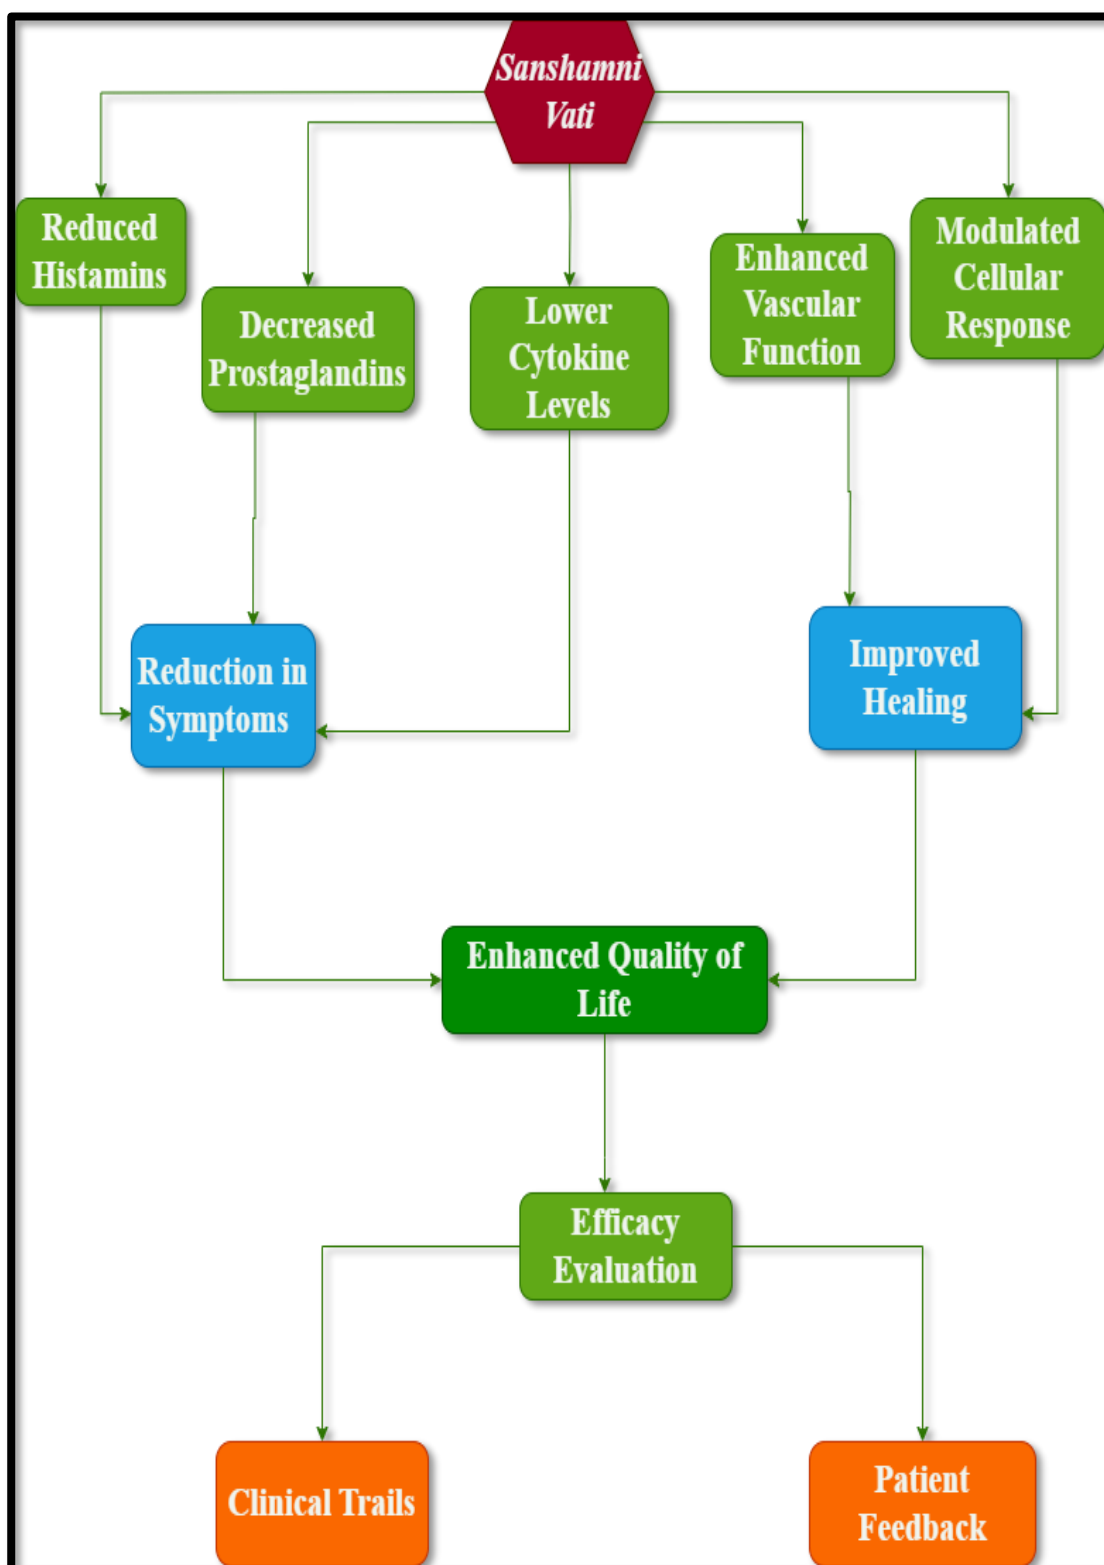 Sanshamni
Vati
Reduced
Histamins
Decreased
Prostaglandins
Lower
Cytokine
Levels
Enhanced
Vascular
Function
Modulated
Cellular
Response
Reduction in
Symptoms
Improved
Healing
Enhanced Quality of
Life
Efficacy
Evaluation
Clinical Trails
Patient
Feedback